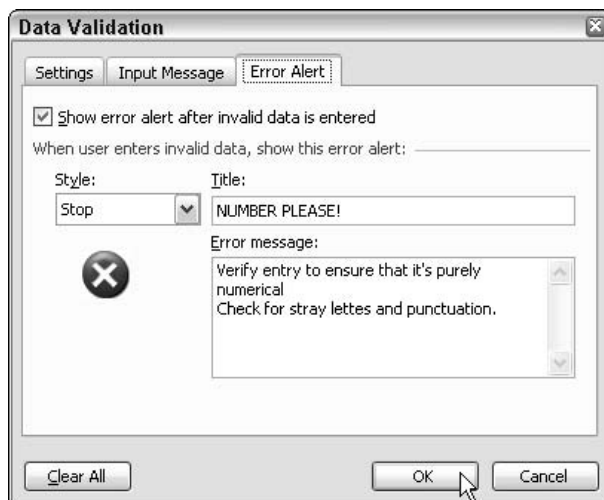 Data Validation
Settings Input Message Error Alert
Show error alert after invalid data is entered
When user enters invalid data, show this error alert:
Style: Title:
Stop NUMBER PLEASE!
Error message:
Verify entry to ensure that it's purely
numerical
Check for stray lettes and punctuation.
Clear All OK Cancel